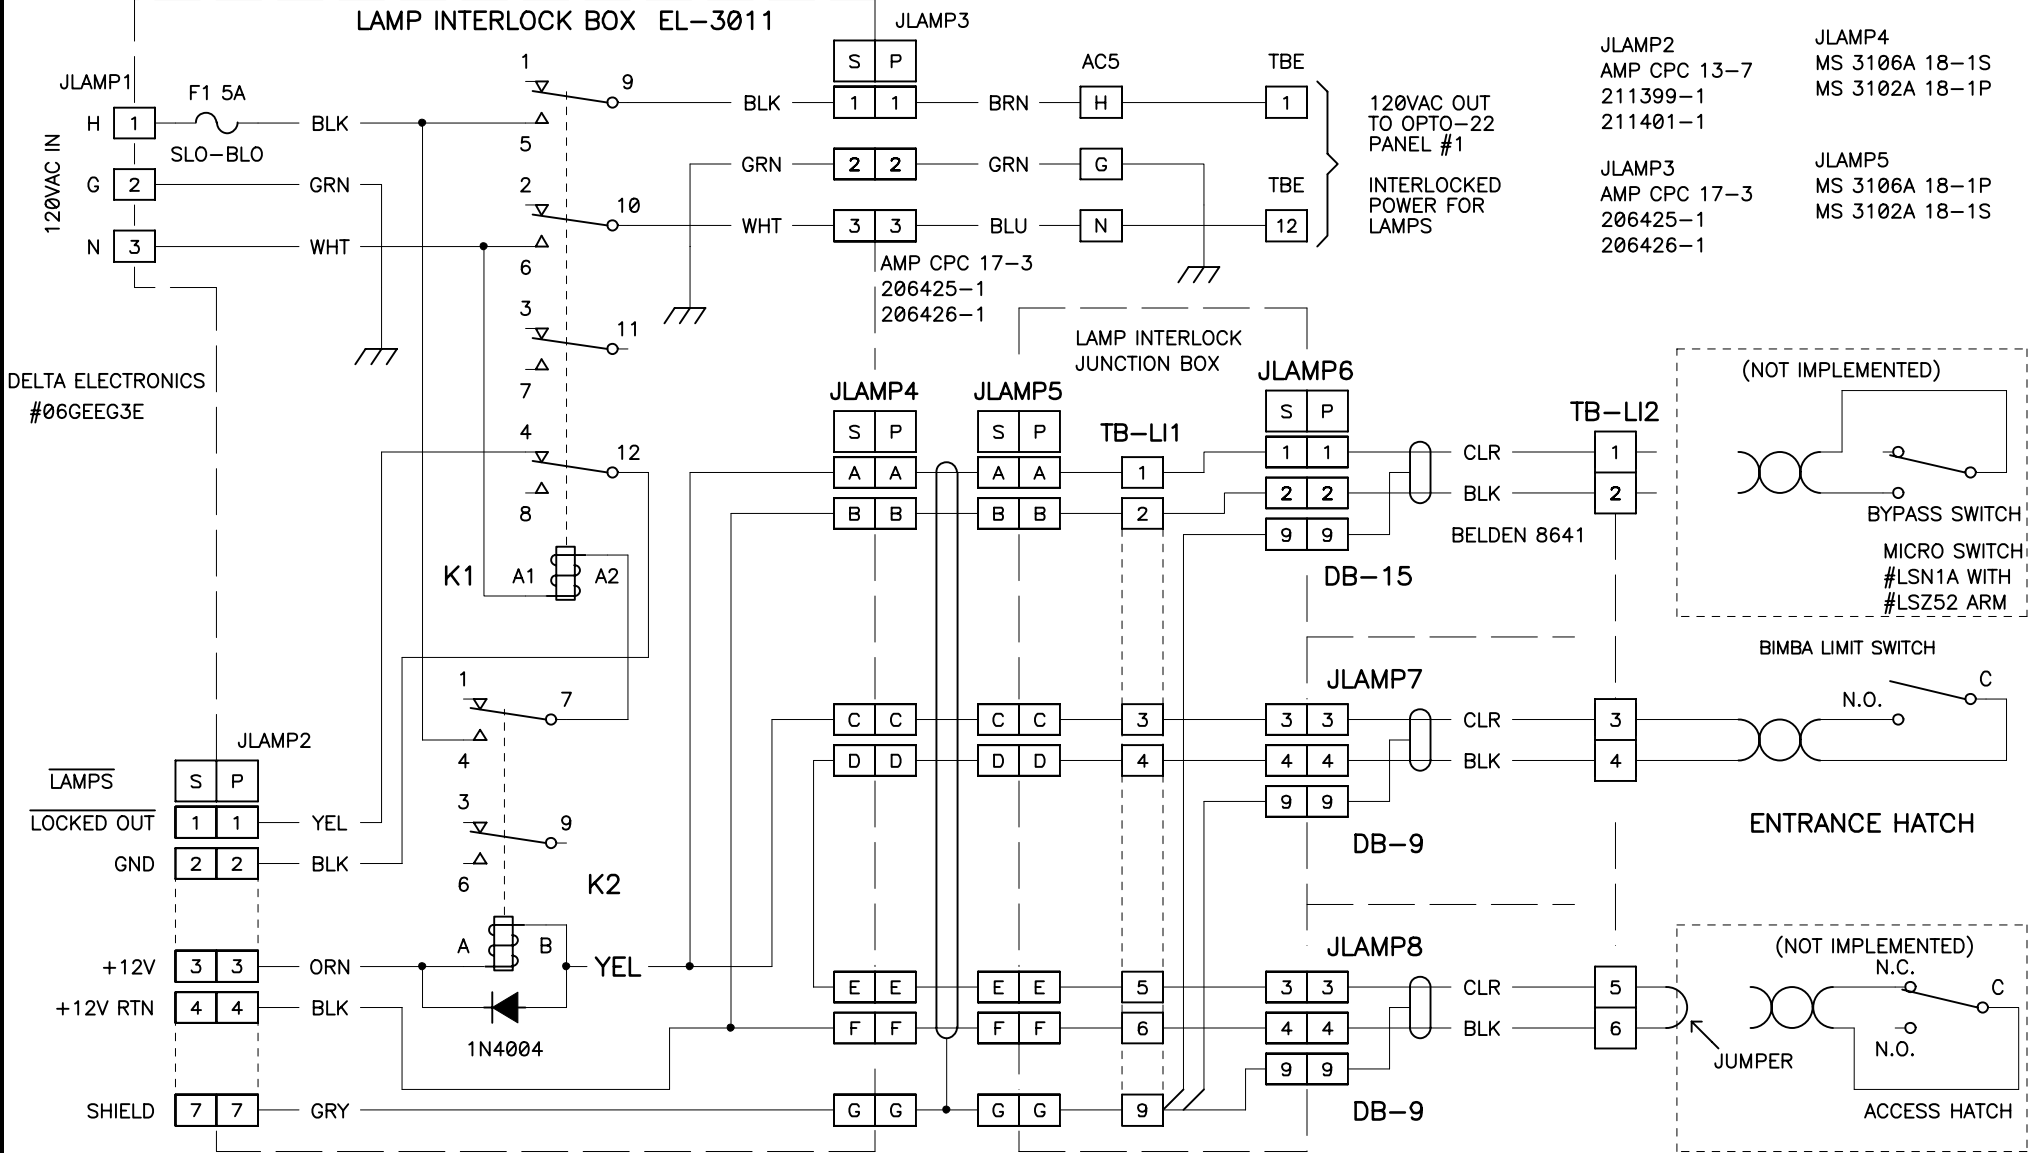 LAMP INTERLOCK BOX EL-3011
JLAMP1
120VAC IN
H 1
G 2
N 3
F1 5A
SLO-BLO
BLK
GRN
WHT
DELTA ELECTRONICS
#06GEEG3E
1
9
5
2
10
6
3
11
7
4
12
8
K1
A1
A2
1
7
4
3
9
6
K2
A
B
YEL
1N4004
JLAMP2
S P
LAMPS
LOCKED OUT 1 1 YEL
GND 2 2 BLK
+12V 3 3 ORN
+12V RTN 4 4 BLK
SHIELD 7 7 GRY
JLAMP3
S P
BLK 1 1 BRN
GRN 2 2 GRN
WHT 3 3 BLU
AMP CPC 17-3
206425-1
206426-1
AC5
H
G
N
TBE
1
TBE
12
120VAC OUT
TO OPTO-22
PANEL #1
INTERLOCKED
POWER FOR
LAMPS
JLAMP2
AMP CPC 13-7
211399-1
211401-1
JLAMP3
AMP CPC 17-3
206425-1
206426-1
JLAMP4
MS 3106A 18-1S
MS 3102A 18-1P
JLAMP5
MS 3106A 18-1P
MS 3102A 18-1S
LAMP INTERLOCK
JUNCTION BOX
JLAMP4
S P
A A
B B
C C
D D
E E
F F
G G
JLAMP5
S P
A A
B B
C C
D D
E E
F F
G G
TB-LI1
1
2
3
4
5
6
9
JLAMP6
S P
1 1
2 2
9 9
DB-15
CLR
BLK
BELDEN 8641
JLAMP7
3 3
4 4
9 9
DB-9
CLR
BLK
JLAMP8
3 3
4 4
9 9
DB-9
CLR
BLK
TB-LI2
1
2
3
4
5
6
(NOT IMPLEMENTED)
BYPASS SWITCH
MICRO SWITCH
#LSN1A WITH
#LSZ52 ARM
BIMBA LIMIT SWITCH
N.O.
C
ENTRANCE HATCH
(NOT IMPLEMENTED)
N.C.
C
N.O.
JUMPER
ACCESS HATCH